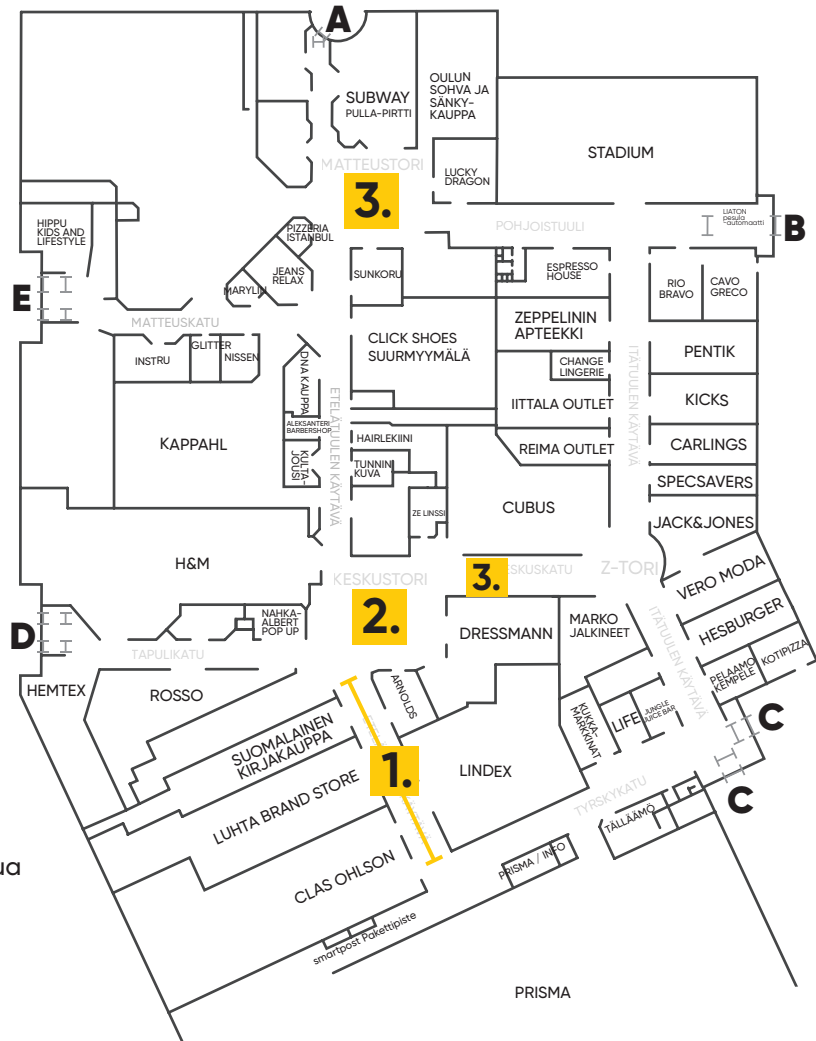 A
SUBWAY
PULLA-PIRTTI
OULUN
SOHVA JA
SÄNKY-
KAUPPA
STADIUM
MATTEUSTORI
LUCKY
DRAGON
3.
HIPPU
KIDS AND
LIFESTYLE
PIZZERIA
ISTANBUL
POHJOISTUULI
LIATON
pesula
-automaatti
B
JEANS
RELAX
MARYLIN
SUNKORU
ESPRESSO
HOUSE
RIO
BRAVO
CAVO
GRECO
E
MATTEUSKATU
INSTRU
GLITTER
NISSEN
CLICK SHOES
SUURMYYMÄLÄ
ZEPPELININ
APTEEKKI
CHANGE
LINGERIE
PENTIK
DNA KAUPPA
ETELÄTUULEN KÄYTÄVÄ
IITTALA OUTLET
ITÄTUULEN KÄYTÄVÄ
KICKS
KAPPAHL
ALEKSANTERI
BARBERSHOP
HAIRLEKIINI
REIMA OUTLET
CARLINGS
KULTA-
JOUSI
TUNNIN
KUVA
SPECSAVERS
ZE LINSSI
CUBUS
JACK&JONES
H&M
KESKUSTORI
3.
ESKUSKATU
Z-TORI
VERO MODA
D
NAHKA-
ALBERT
POP UP
2.
DRESSMANN
MARKO
JALKINEET
ITÄTUULEN KÄYTÄVÄ
HESBURGER
TAPULIKATU
PELAAMO
KEMPELE
KOTIPIZZA
HEMTEX
ROSSO
ARNOLDS
KUKKA-
MARKKINAT
LIFE
JUNGLE
JUICE BAR
C
SUOMALAINEN
KIRJAKAUPPA
1.
LINDEX
C
LUHTA BRAND STORE
TYRSKYKATU
TÄLLÄÄMÖ
CLAS OHLSON
PRISMA / INFO
ua
smartpost Pakettipiste
PRISMA